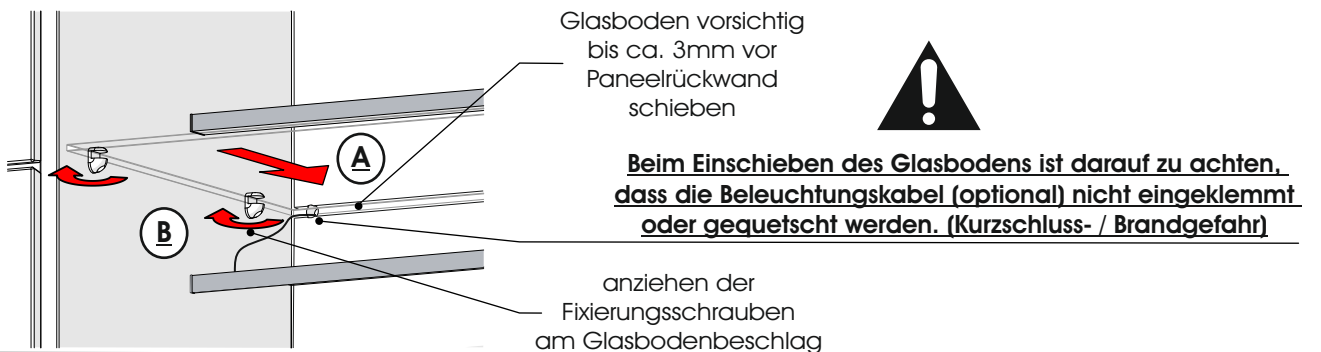 Glasboden vorsichtig
bis ca. 3mm vor
Paneelrückwand
schieben
A
Beim Einschieben des Glasbodens ist darauf zu achten,
dass die Beleuchtungskabel (optional) nicht eingeklemmt
oder gequetscht werden. (Kurzschluss- / Brandgefahr)
B
anziehen der
Fixierungsschrauben
am Glasbodenbeschlag